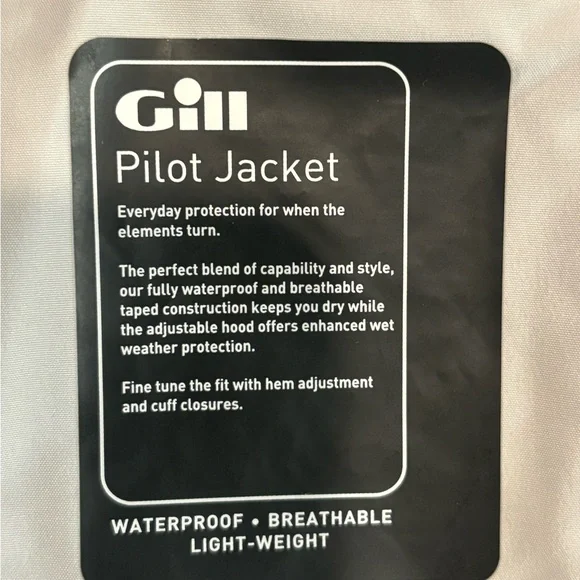 Gill
Pilot Jacket
Everyday protection for when the
elements turn.
The perfect blend of capability and style,
our fully waterproof and breathable
taped construction keeps you dry while
the adjustable hood offers enhanced wet
weather protection.
Fine tune the fit with hem adjustment
and cuff closures.
WATERPROOF • BREATHABLE
LIGHT-WEIGHT